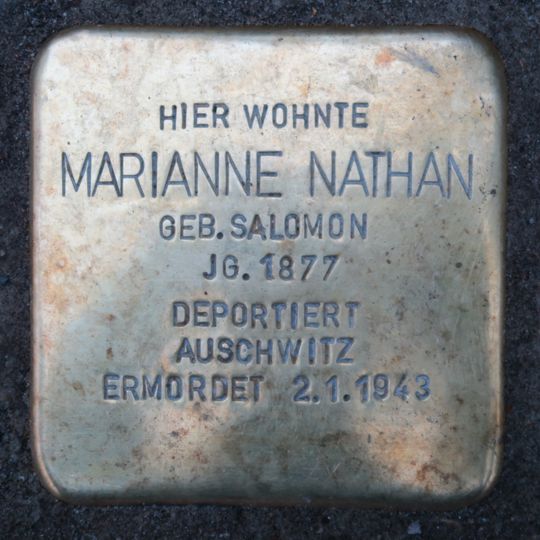 HIER WOHNTE
MARIANNE NATHAN
GEB. SALOMON
JG. 1877
DEPORTIERT
AUSCHWITZ
ERMORDET 2.1.1943